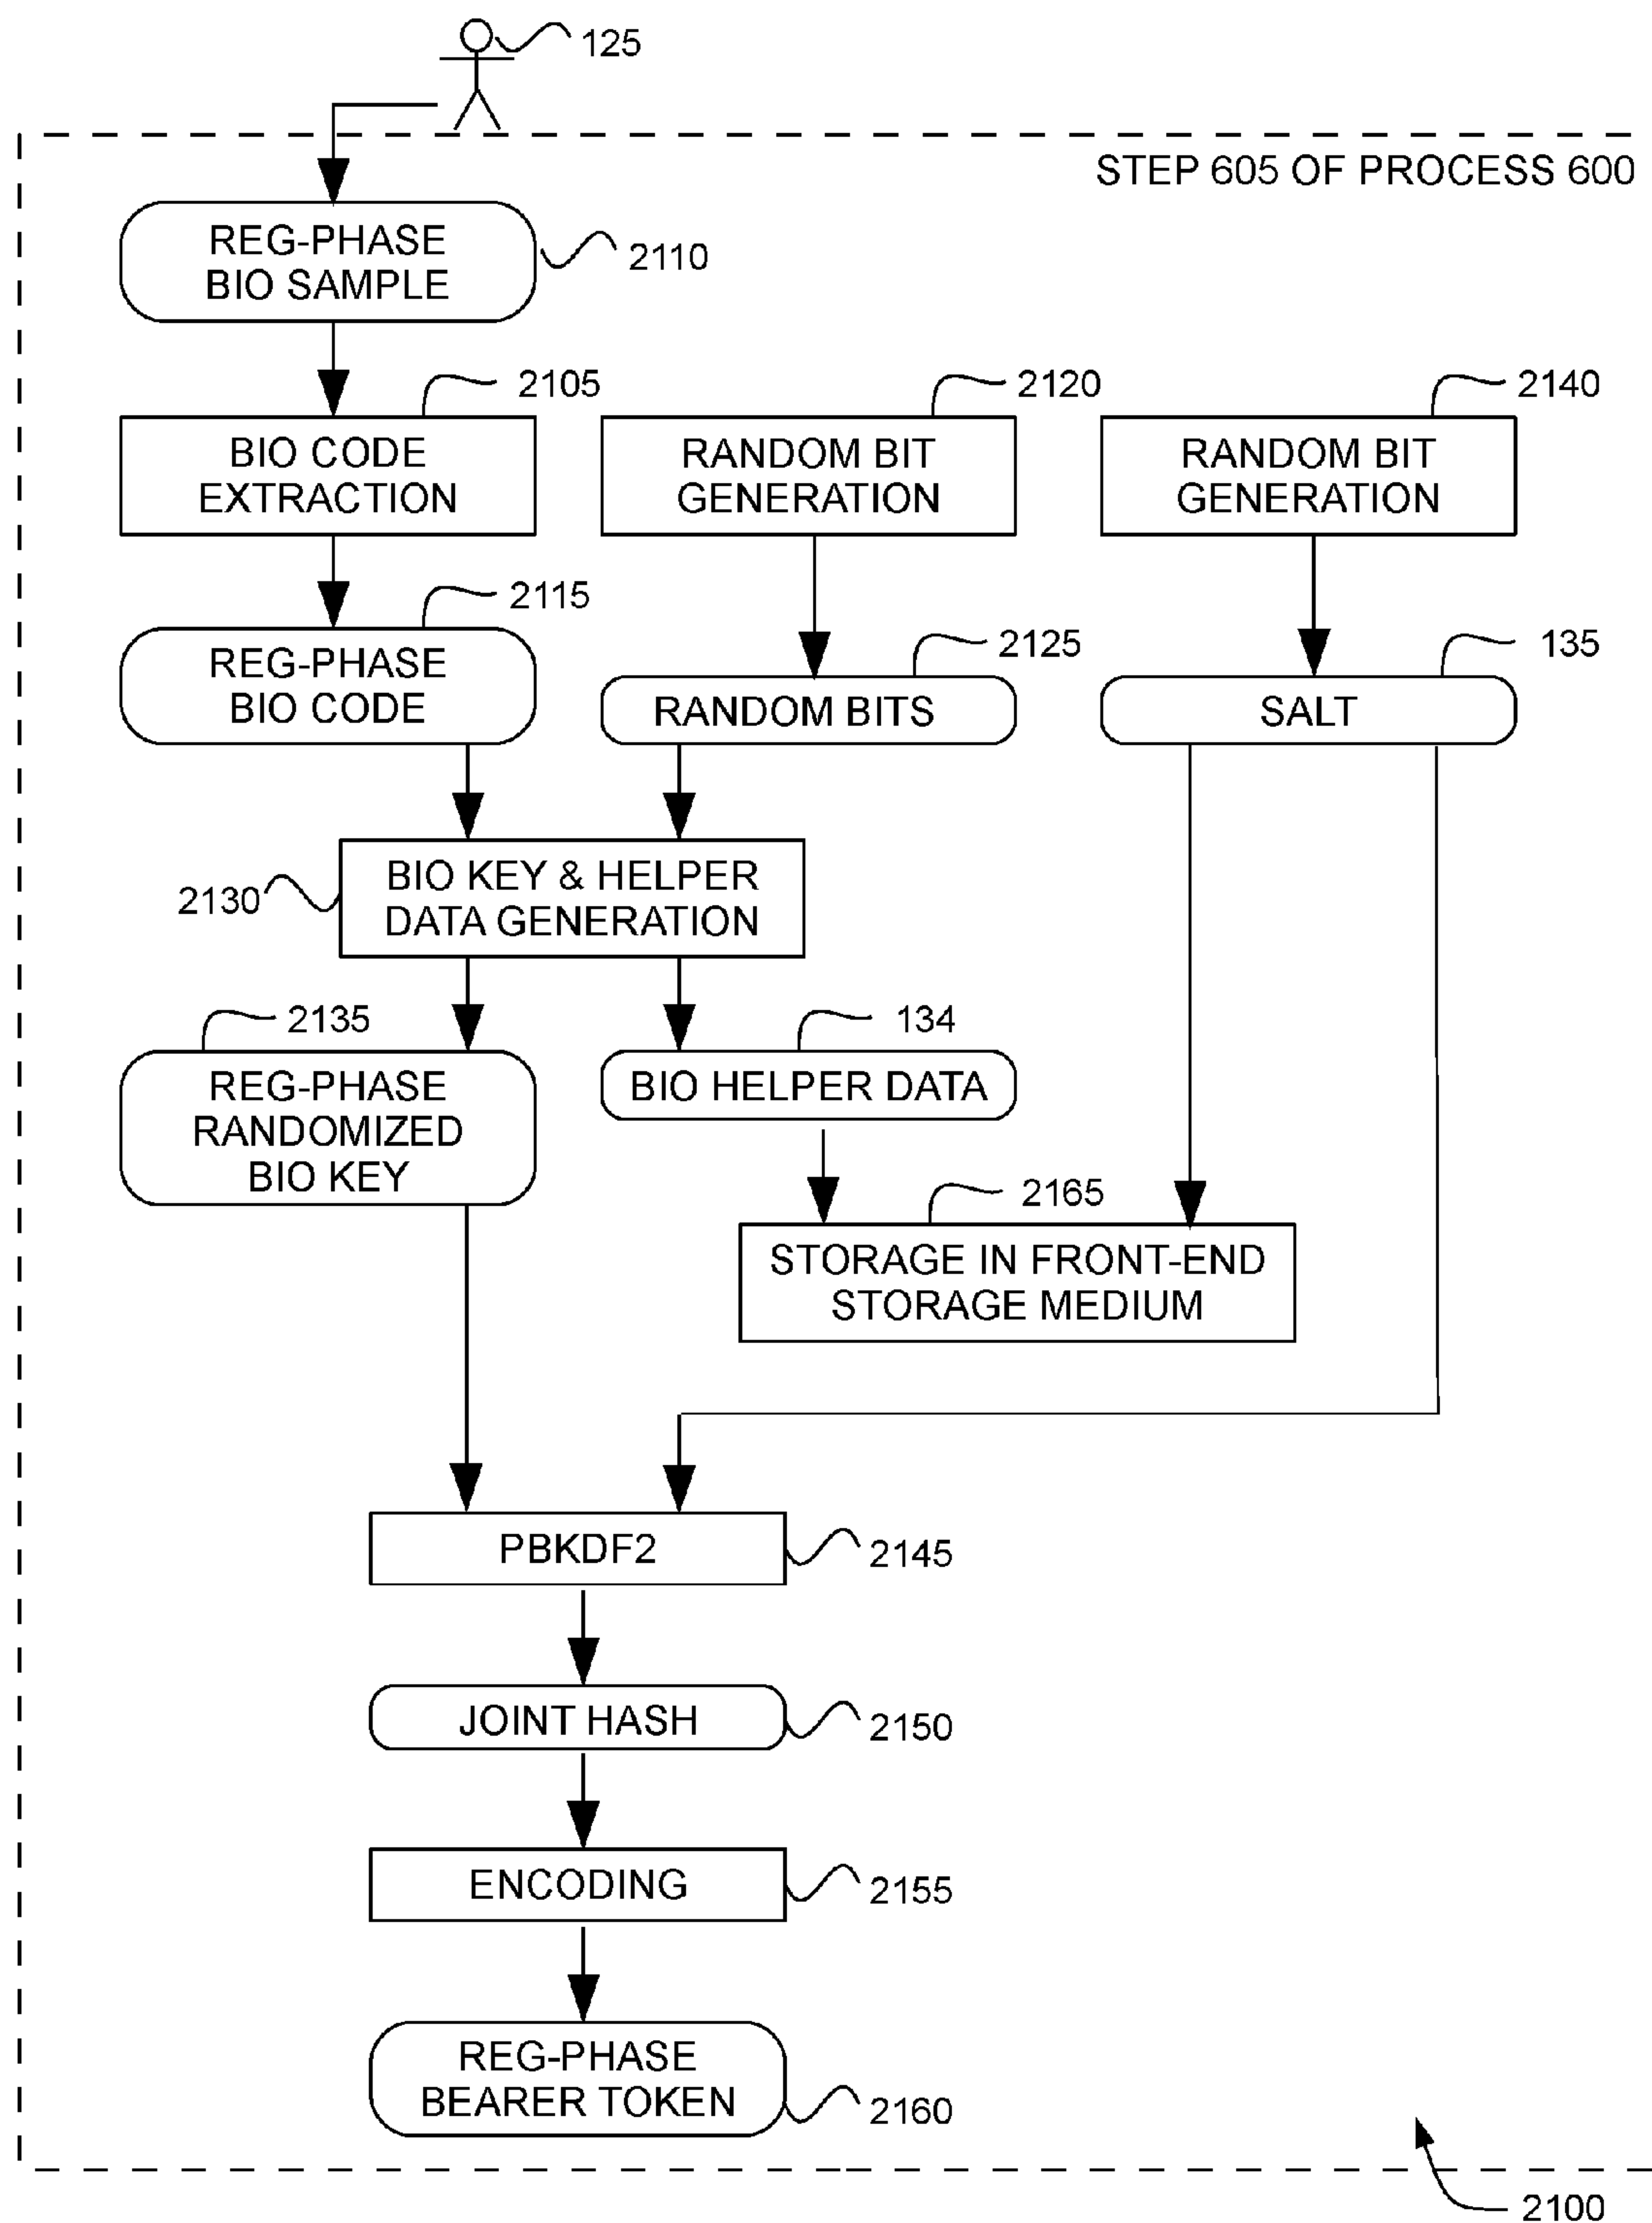 125
STEP 605 OF PROCESS 600
REG-PHASE
BIO SAMPLE
2110
2105
2120
2140
BIO CODE
EXTRACTION
RANDOM BIT
GENERATION
RANDOM BIT
GENERATION
2115
2125
135
REG-PHASE
BIO CODE
RANDOM BITS
SALT
2130
BIO KEY & HELPER
DATA GENERATION
2135
134
REG-PHASE
RANDOMIZED
BIO KEY
BIO HELPER DATA
2165
STORAGE IN FRONT-END
STORAGE MEDIUM
PBKDF2
2145
JOINT HASH
2150
ENCODING
2155
REG-PHASE
BEARER TOKEN
2160
2100